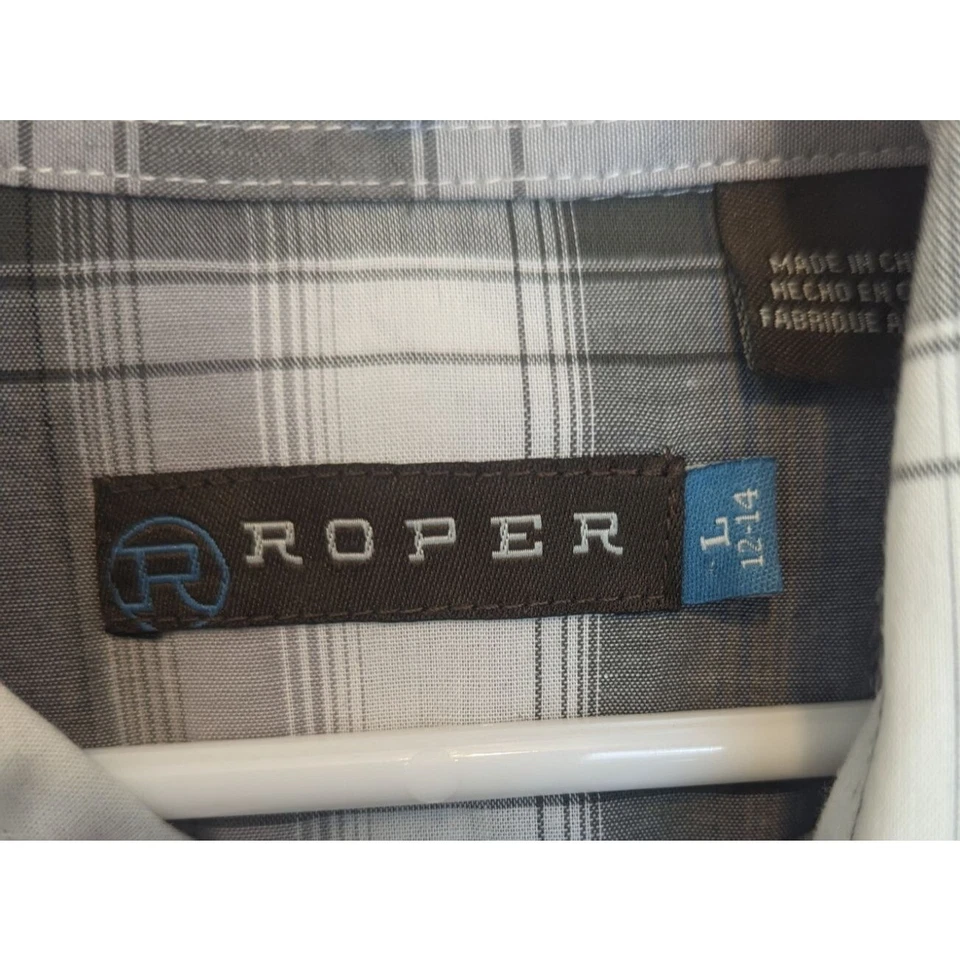 MADE IN
HECHO EN
FABRIQUE
R ROPER
L
12-14